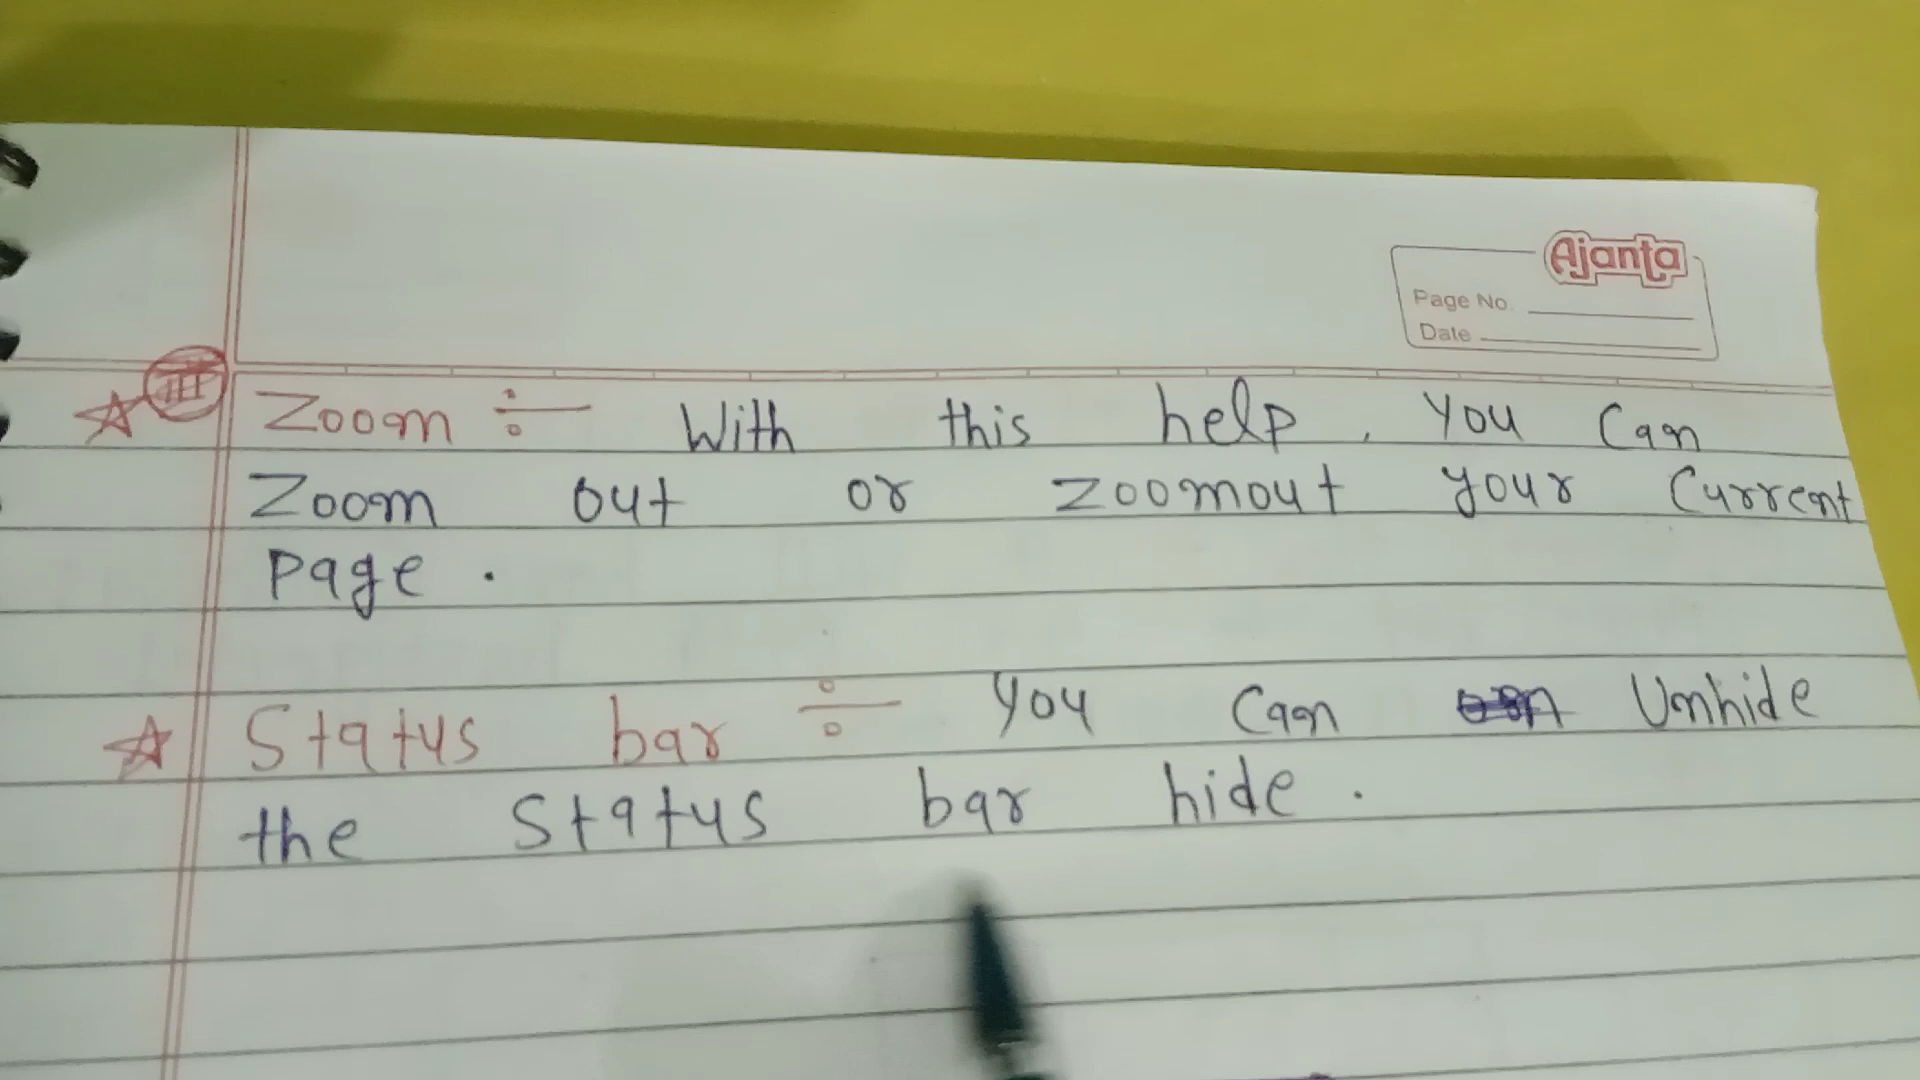 Ajanta
Page No.
Date
III
Zoom ÷ With this help, you can
Zoom out or zoomout your current
page.
Status bar ÷ you can Unhide
the status bar hide.